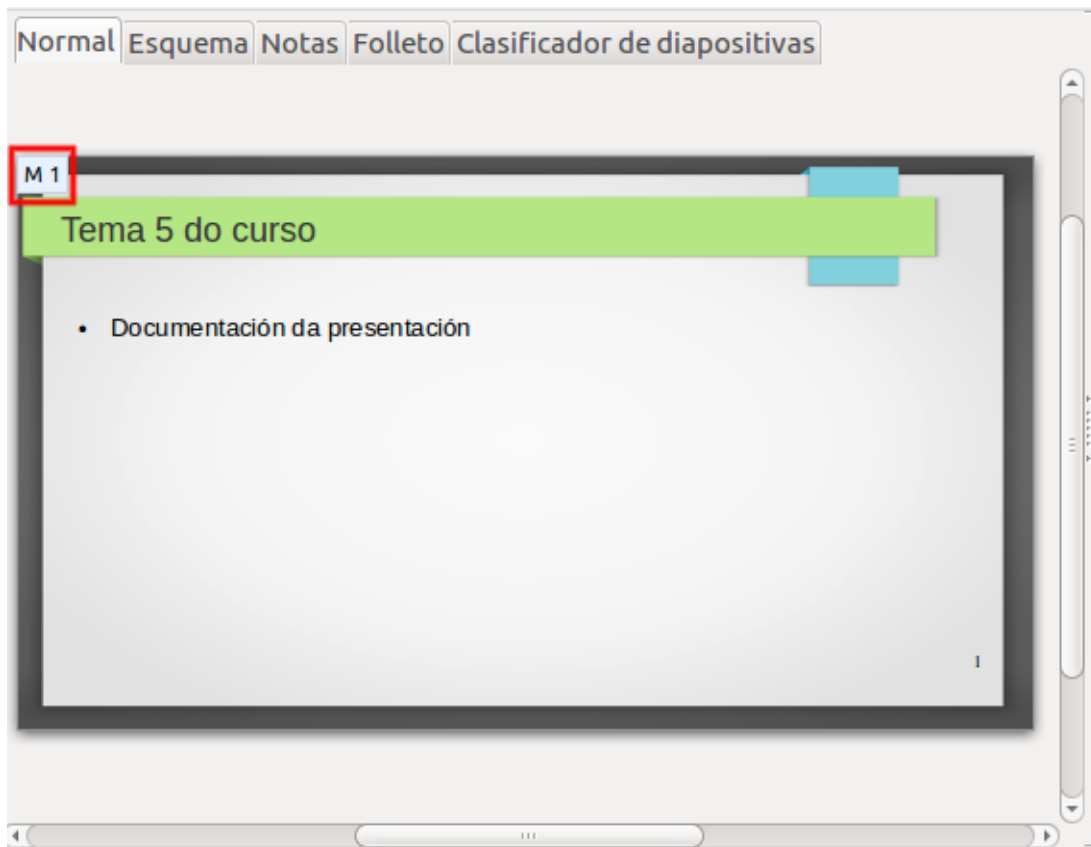 Normal Esquema Notas Folleto Clasificador de diapositivas
M 1
Tema 5 do curso
• Documentación da presentación
1